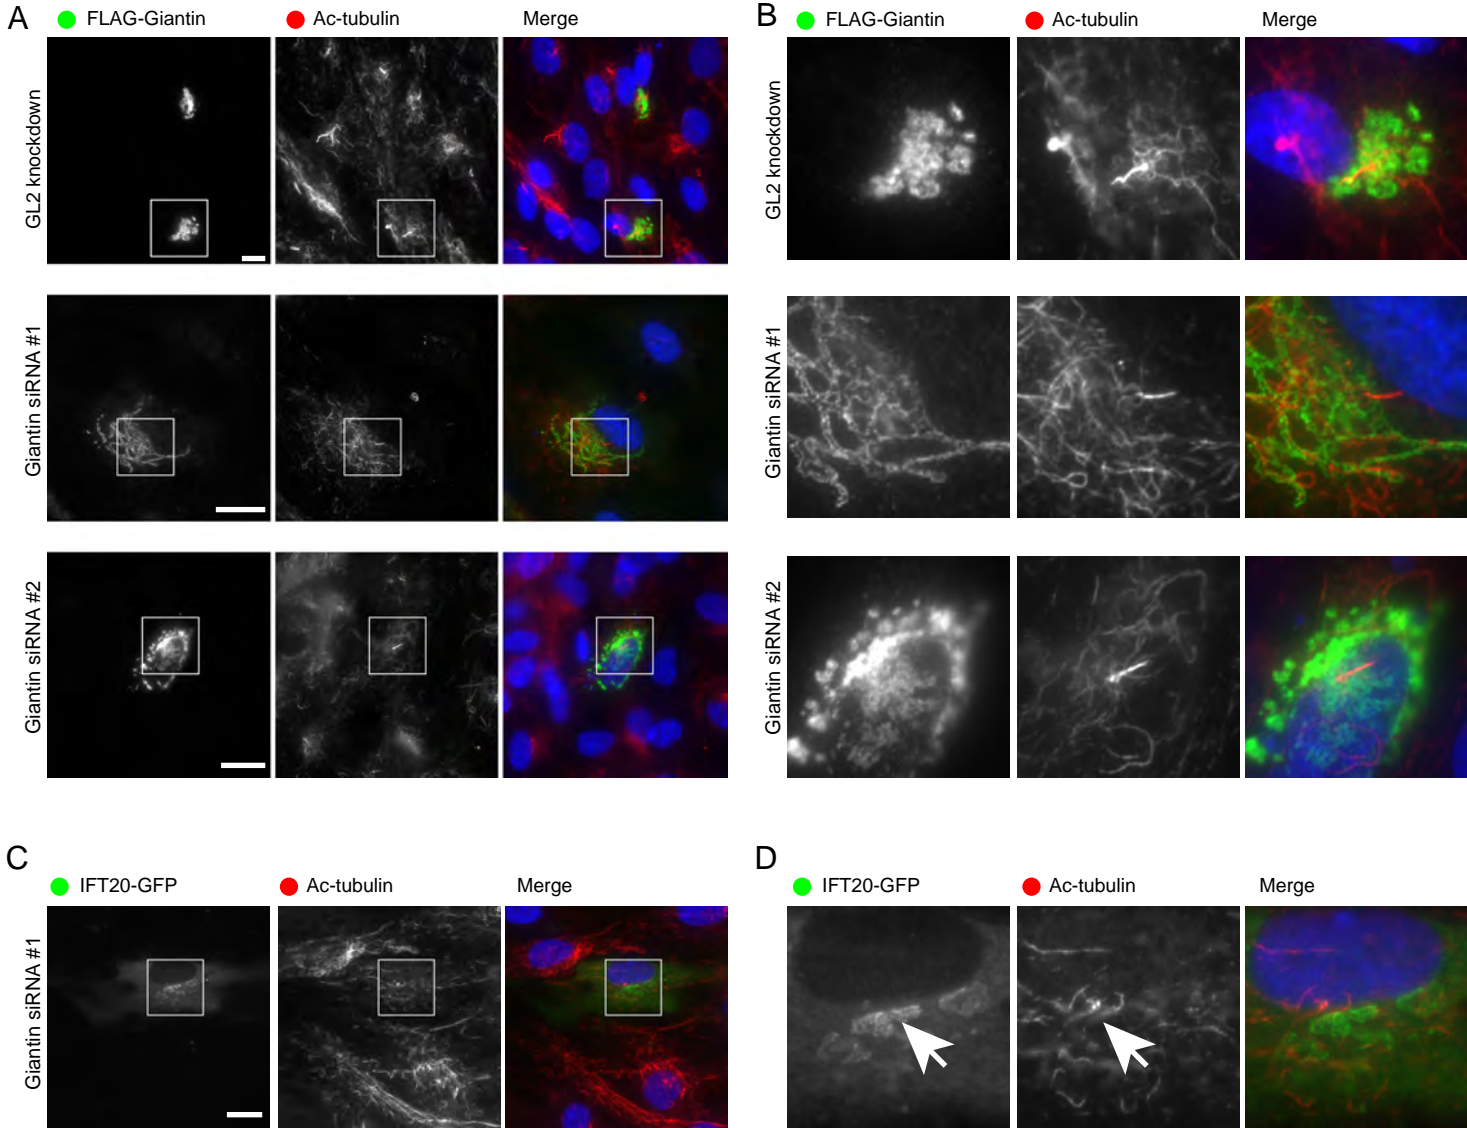 A
FLAG-Giantin
Ac-tubulin
Merge
GL2 knockdown
Giantin siRNA #1
Giantin siRNA #2
B
FLAG-Giantin
Ac-tubulin
Merge
GL2 knockdown
Giantin siRNA #1
Giantin siRNA #2
C
IFT20-GFP
Ac-tubulin
Merge
Giantin siRNA #1
D
IFT20-GFP
Ac-tubulin
Merge